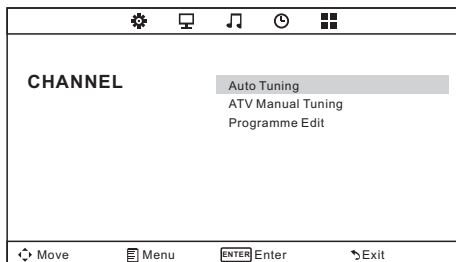 CHANNEL
Auto Tuning
ATV Manual Tuning
Programme Edit
Move Menu ENTER Enter Exit